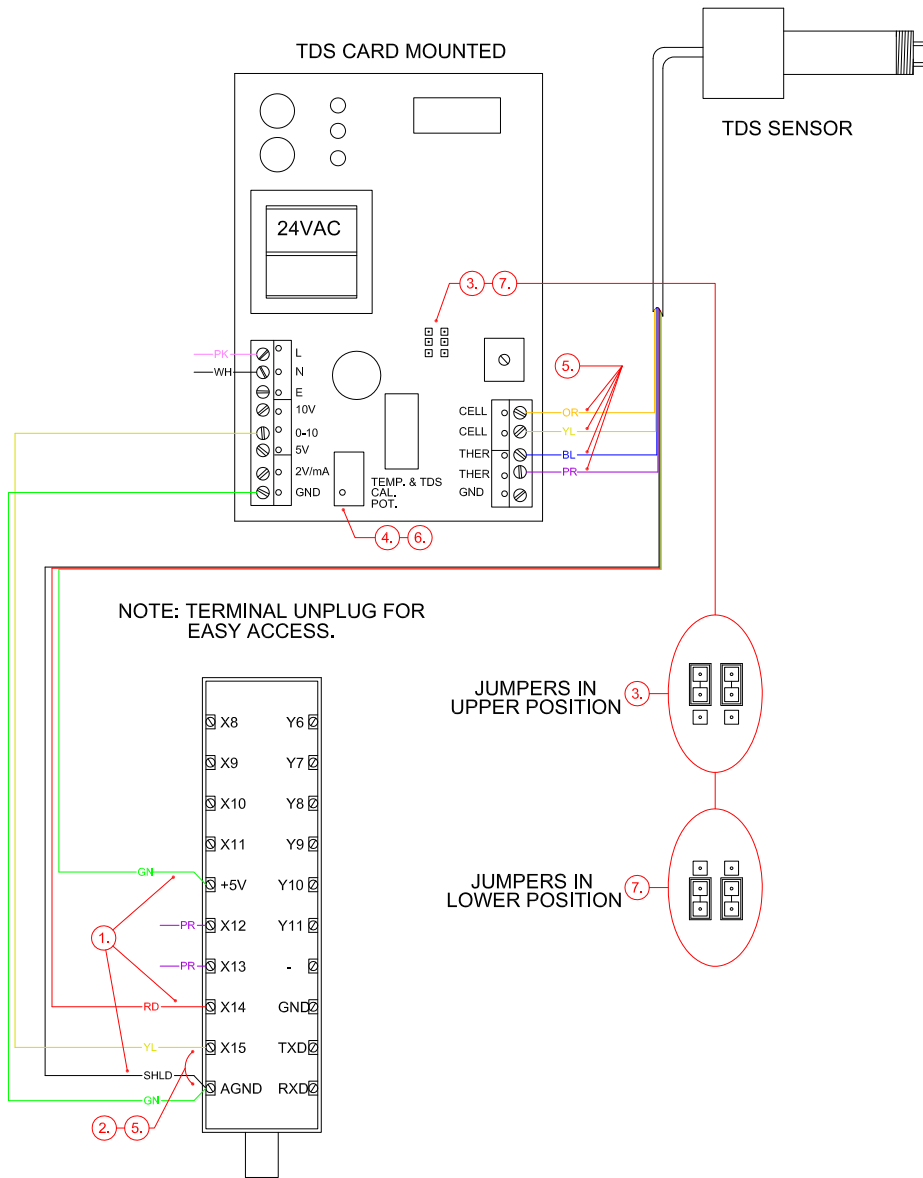 TDS CARD MOUNTED
TDS SENSOR
24VAC
3.
7.
PK
L
WH
N
E
10V
0-10
5V
2V/mA
GND
TEMP. & TDS
CAL.
POT.
5.
CELL
OR
CELL
YL
THER
BL
THER
PR
GND
4.
6.
NOTE: TERMINAL UNPLUG FOR
EASY ACCESS.
JUMPERS IN
UPPER POSITION
3.
JUMPERS IN
LOWER POSITION
7.
X8
Y6
X9
Y7
X10
Y8
X11
Y9
GN
+5V
Y10
1.
PR
X12
Y11
PR
X13
-
RD
X14
GND
YL
X15
TXD
SHLD
AGND
RXD
GN
2.
5.